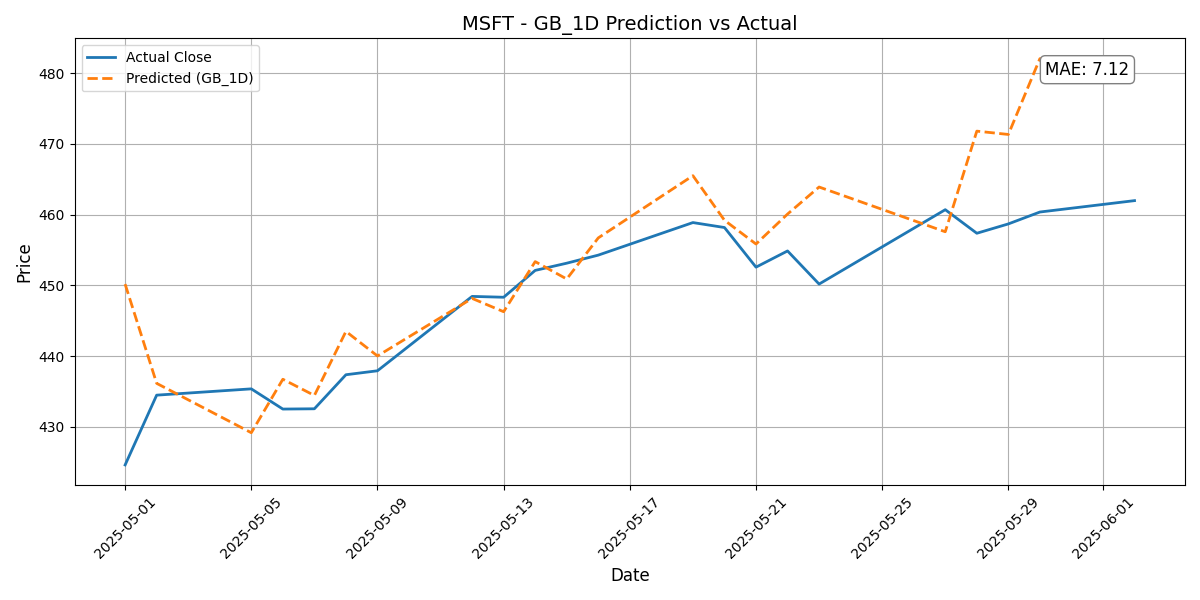 MSFT - GB_1D Prediction vs Actual
Actual Close
Predicted (GB_1D)
MAE: 7.12
Price
480
470
460
450
440
430
2025-05-01
2025-05-05
2025-05-09
2025-05-13
2025-05-17
2025-05-21
2025-05-25
2025-05-29
2025-06-01
Date